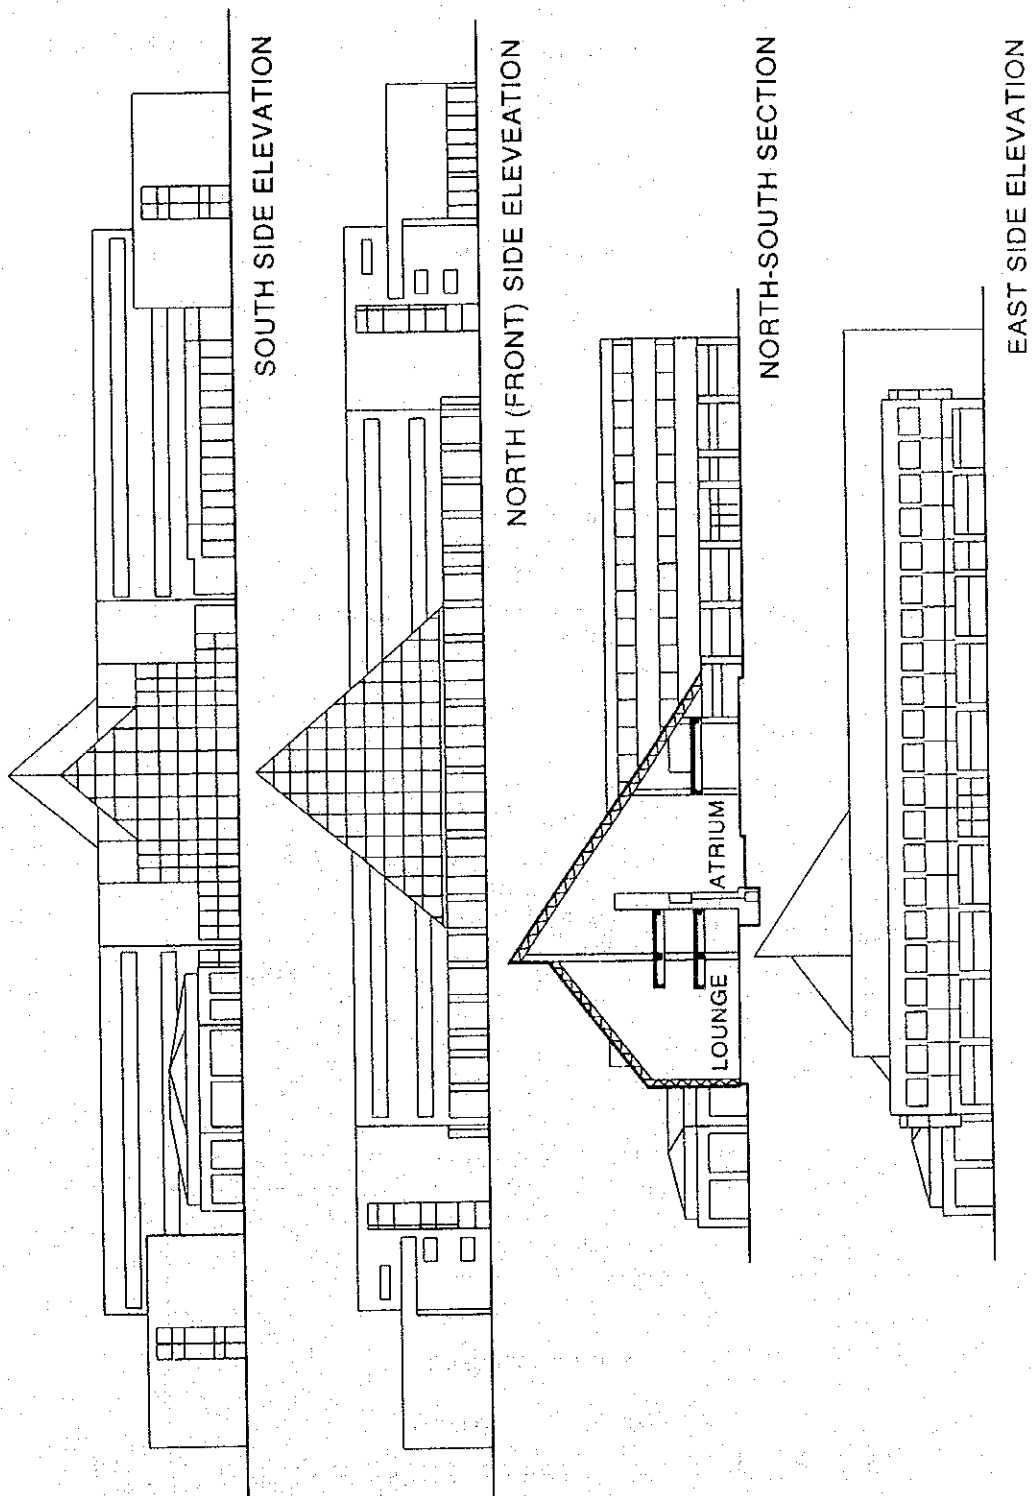 SOUTH SIDE ELEVATION
NORTH (FRONT) SIDE ELEVEATION
LOUNGE
ATRIUM
NORTH-SOUTH SECTION
EAST SIDE ELEVATION